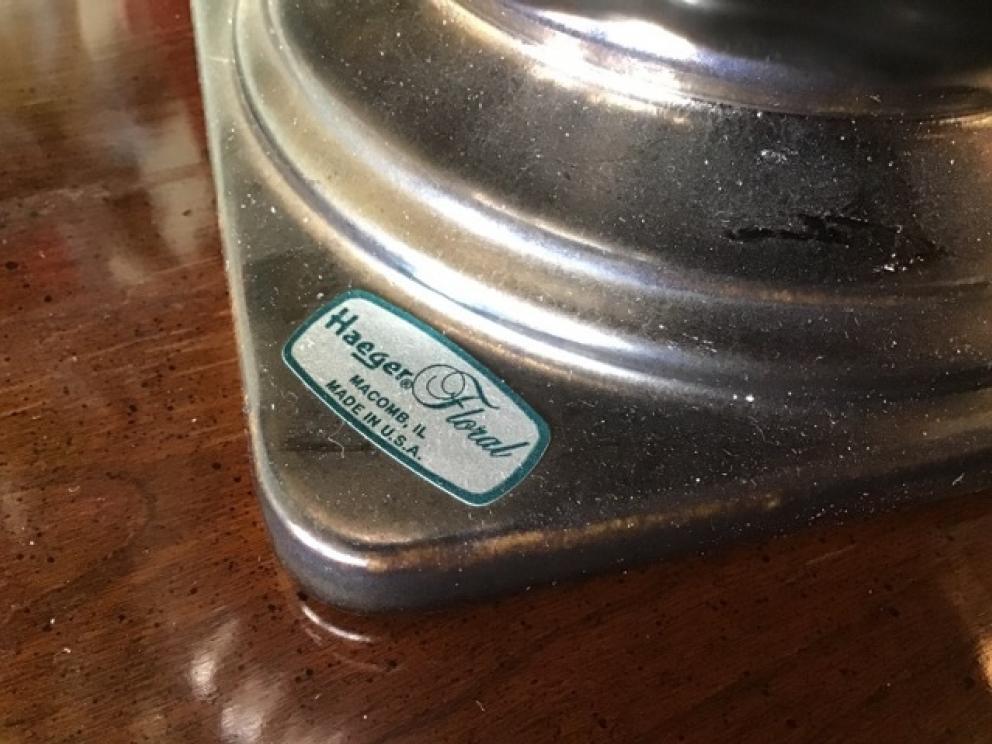 Haeger® Floral
MACOMB, IL
MADE IN U.S.A.